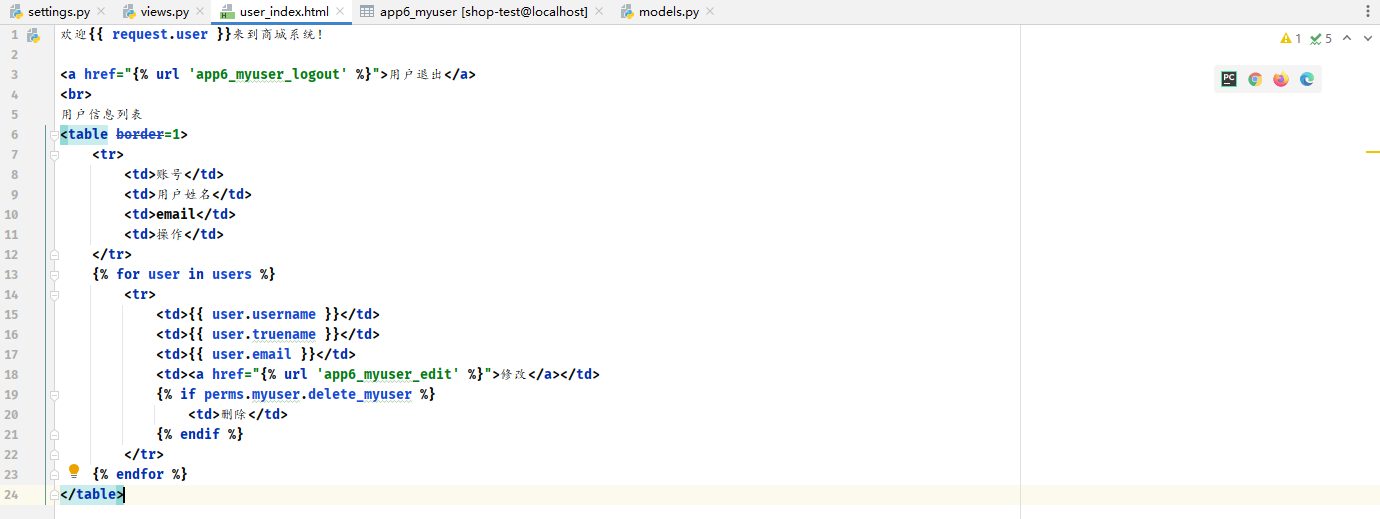 settings.py views.py user_index.html app6_myuser [shop-test@localhost] models.py
1 欢迎{{ request.user }}来到商城系统!
1 5
2
3 <a href="{% url 'app6_myuser_logout' %}">用户退出</a>
4 <br>
5 用户信息列表
6 <table border=1>
7 <tr>
8 <td>账号</td>
9 <td>用户姓名</td>
10 <td>email</td>
11 <td>操作</td>
12 </tr>
13 {% for user in users %}
14 <tr>
15 <td>{{ user.username }}</td>
16 <td>{{ user.truename }}</td>
17 <td>{{ user.email }}</td>
18 <td><a href="{% url 'app6_myuser_edit' %}">修改</a></td>
19 {% if perms.myuser.delete_myuser %}
20 <td>删除</td>
21 {% endif %}
22 </tr>
23 {% endfor %}
24 </table>